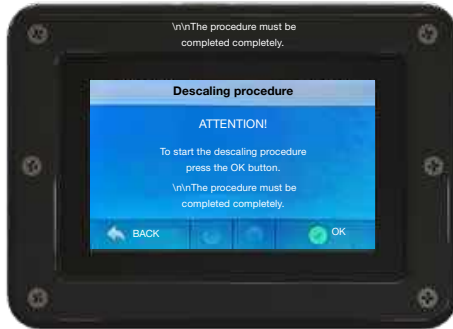 \n\nThe procedure must be
completed completely.
Descaling procedure
ATTENTION!
To start the descaling procedure
press the OK button.
\n\nThe procedure must be
completed completely.
BACK
OK